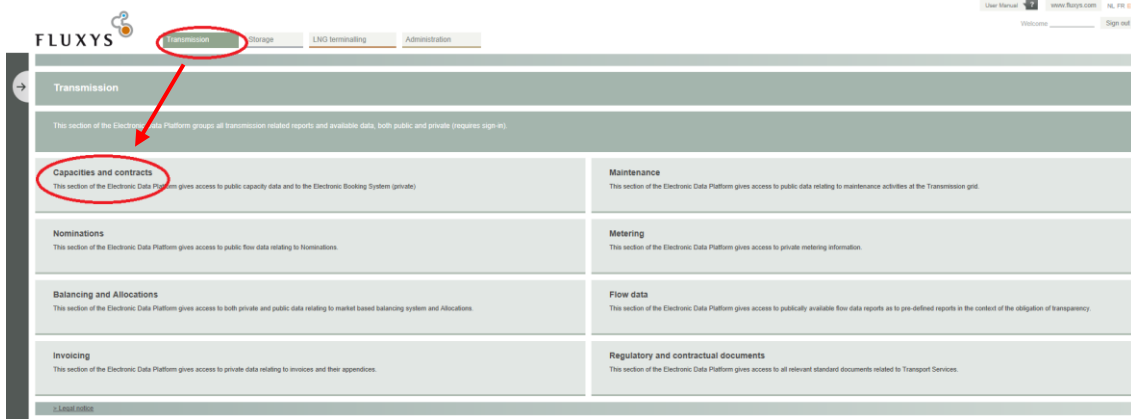 User Manual ? www.fluxys.com NL FR E
Welcome Sign out
FLUXYS
Transmission Storage LNG terminalling Administration
Transmission
This section of the Electronic Data Platform groups all transmission related reports and available data, both public and private (requires sign-in).
Capacities and contracts
This section of the Electronic Data Platform gives access to public capacity data and to the Electronic Booking System (private)
Maintenance
This section of the Electronic Data Platform gives access to public data relating to maintenance activities at the Transmission grid.
Nominations
This section of the Electronic Data Platform gives access to public flow data relating to Nominations.
Metering
This section of the Electronic Data Platform gives access to private metering information.
Balancing and Allocations
This section of the Electronic Data Platform gives access to both private and public data relating to market based balancing system and Allocations.
Flow data
This section of the Electronic Data Platform gives access to publically available flow data reports as to pre-defined reports in the context of the obligation of transparency.
Invoicing
This section of the Electronic Data Platform gives access to private data relating to invoices and their appendices.
Regulatory and contractual documents
This section of the Electronic Data Platform gives access to all relevant standard documents related to Transport Services.
> Legal notice